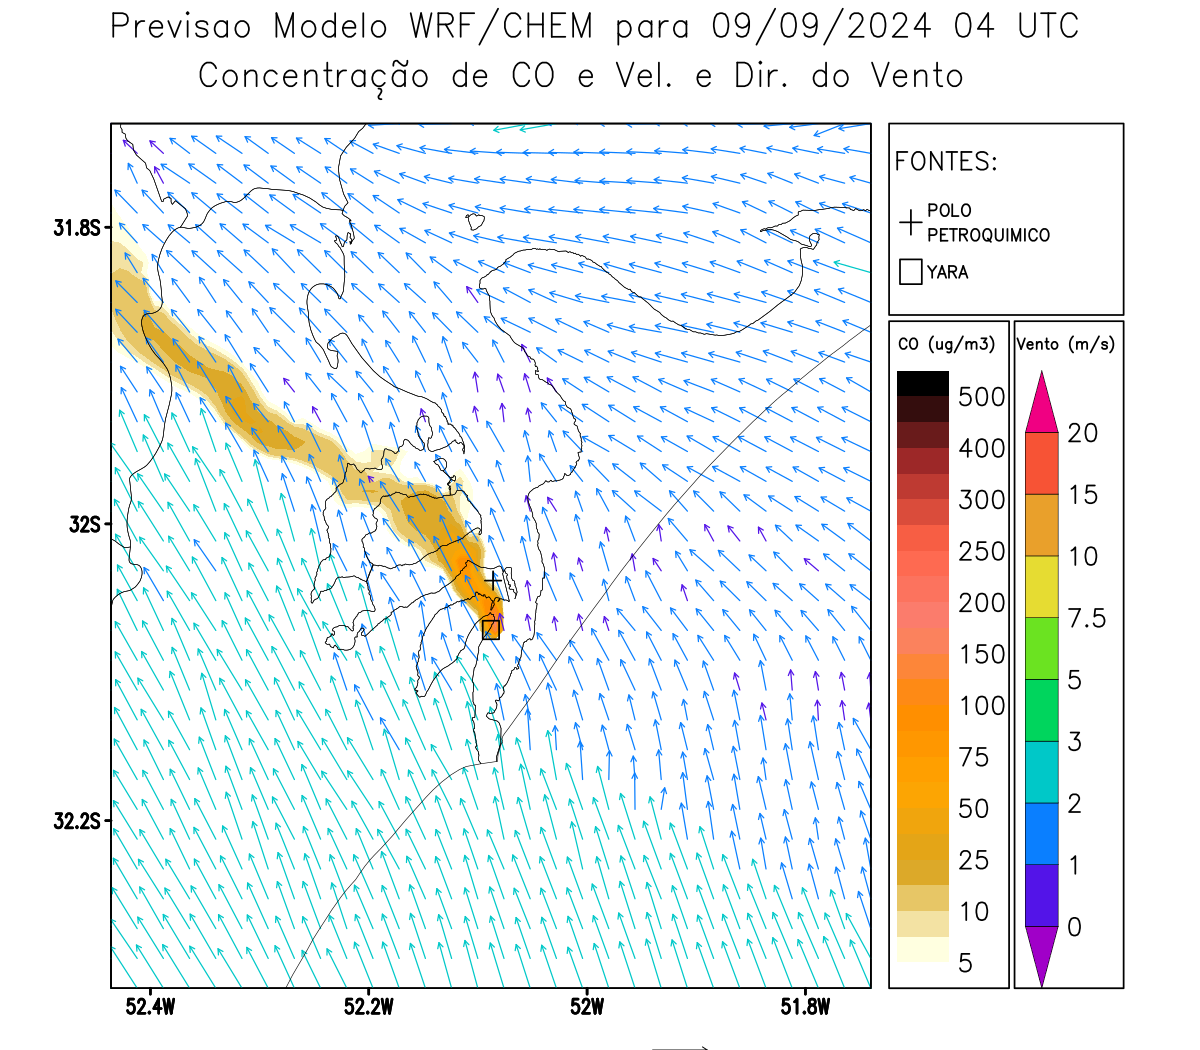 Previsao Modelo WRF/CHEM para 09/09/2024 04 UTC
Concentração de CO e Vel. e Dir. do Vento
FONTES:
POLO
PETROQUIMICO
YARA
CO (ug/m3)
500
400
300
250
200
150
100
75
50
25
10
5
Vento (m/s)
20
15
10
7.5
5
3
2
1
0
31.8S
32S
32.2S
52.4W
52.2W
52W
51.8W